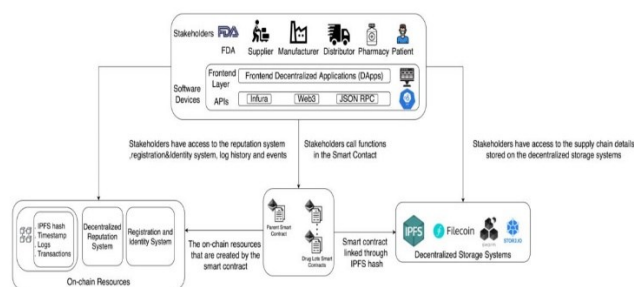 Stakeholders
FDA
FDA Supplier Manufacturer Distributor Pharmacy Patient
Software
Devices
Frontend
Layer
Frontend Decentralized Applications (DApps)
APIs
Infura Web3 JSON RPC
Stakeholders have access to the reputation system
,registration&Identity system, log history and events
Stakeholders call functions
in the Smart Contact
Stakeholders have access to the supply chain details
stored on the decentralized storage systems
. IPFS hash
Timestamp
. Logs
Transactions
Decentralized
Reputation
System
Registration and
Identity System
On-chain Resources
The on-chain resources
that are created by the
smart contract
Parent Smart
Contract
Drug Lots Smart
Contracts
Smart contract
linked through
IPFS hash
IPFS
Filecoin
STORJ.IO
Decentralized Storage Systems